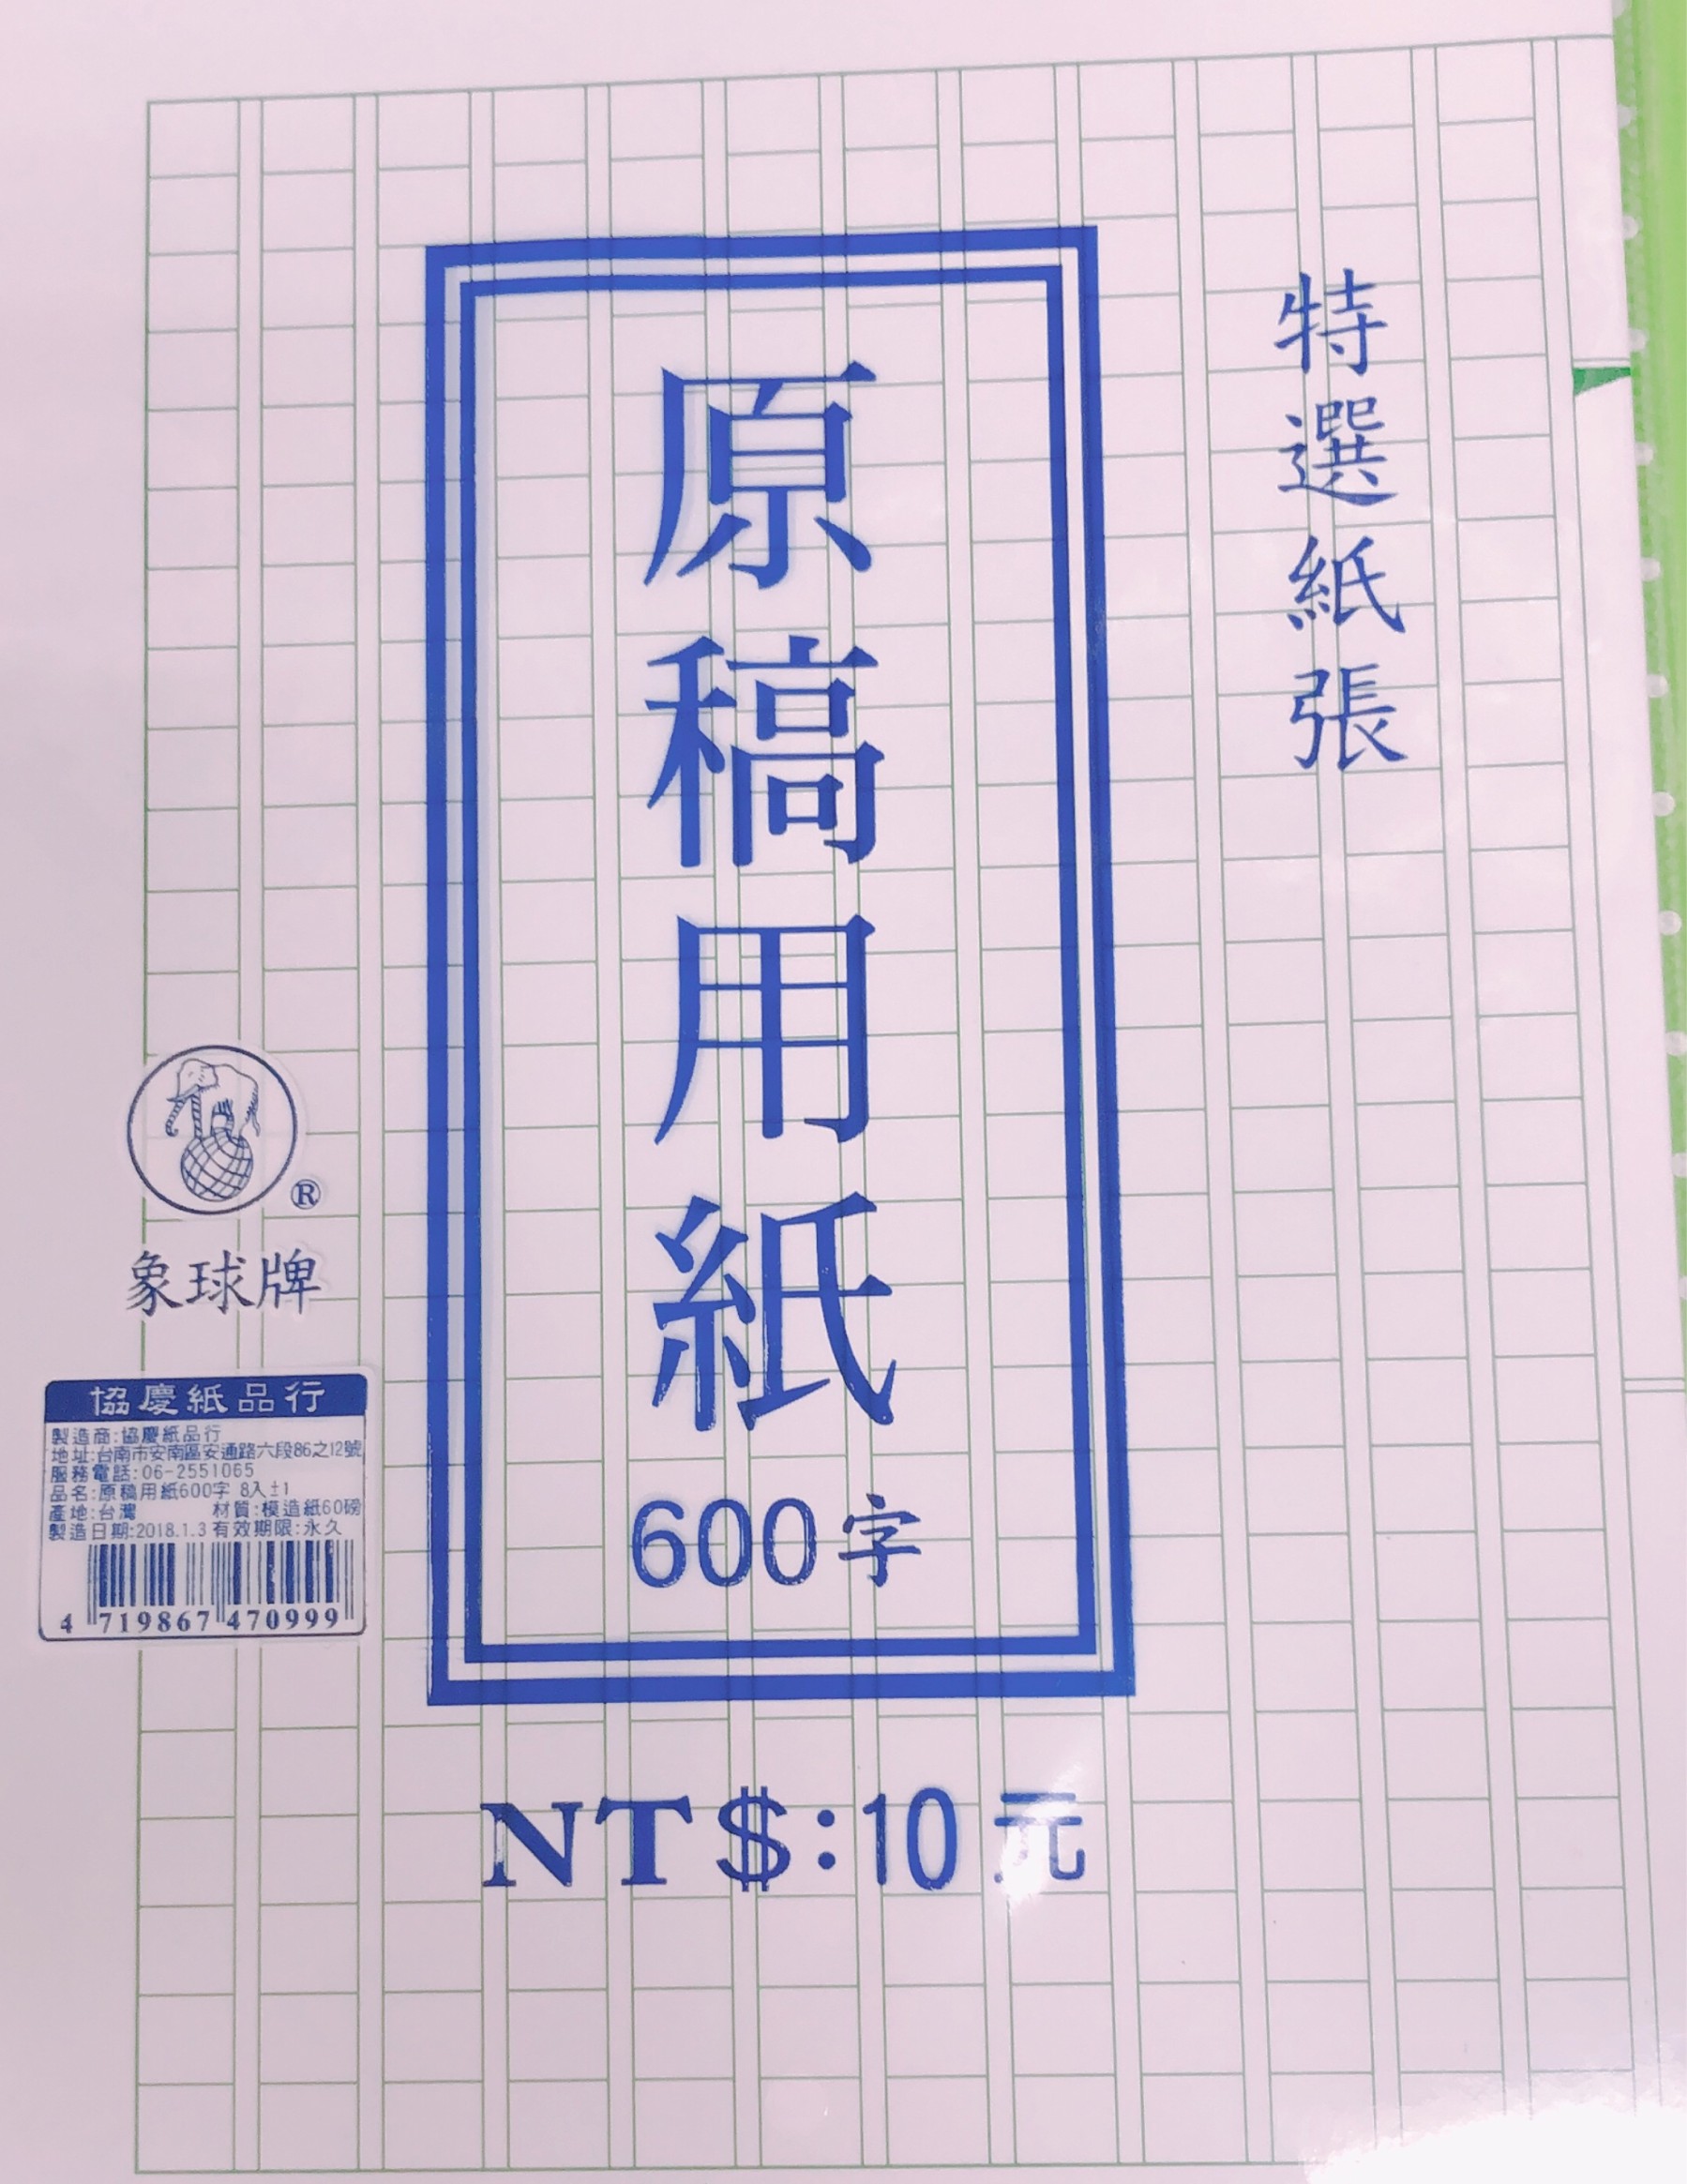 特選紙張
原稿用紙
600字
NT$:10元
®
象球牌
協慶紙品行
製造商:協慶紙品行
地址:台南市安南區安通路六段86之12號
服務電話:06-2551065
品名:原稿用紙600字 8入±1
產地:台灣 材質:模造紙60磅
製造日期:2018.1.3 有效期限:永久
4 719867 470999